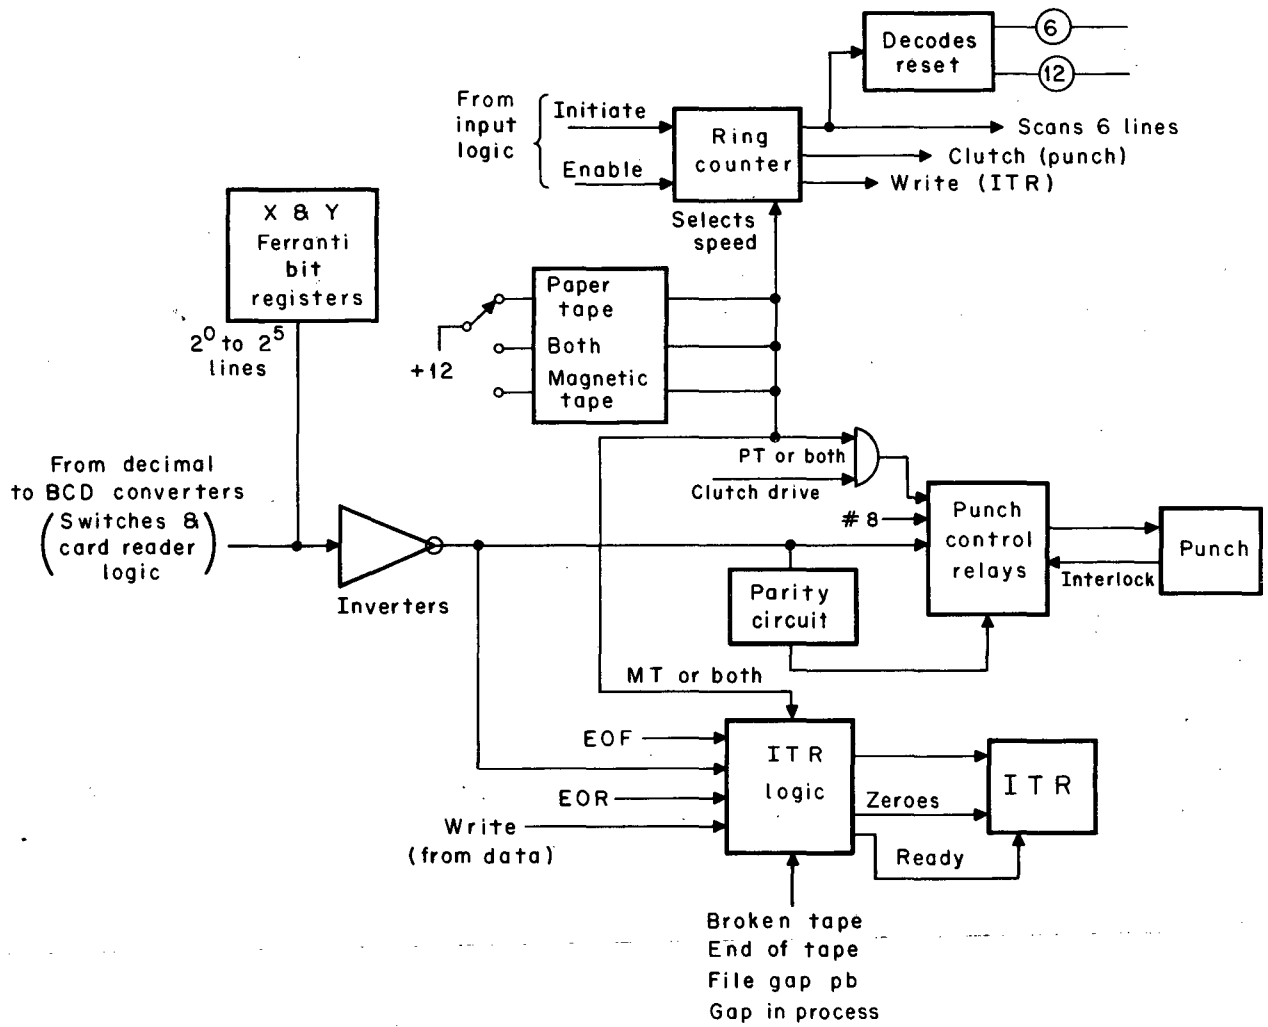 Decodes
reset
6
12
From
input
logic
Initiate
Enable
Ring
counter
Scans 6 lines
Clutch (punch)
Write (ITR)
Selects
speed
X & Y
Ferranti
bit
registers
2⁰ to 2⁵
lines
+12
Paper
tape
Both
Magnetic
tape
PT or both
Clutch drive
#8
From decimal
to BCD converters
(Switches &
card reader
logic)
Inverters
Parity
circuit
Punch
control
relays
Interlock
Punch
MT or both
EOF
EOR
Write
(from data)
ITR
logic
Zeroes
Ready
ITR
Broken tape
End of tape
File gap pb
Gap in process